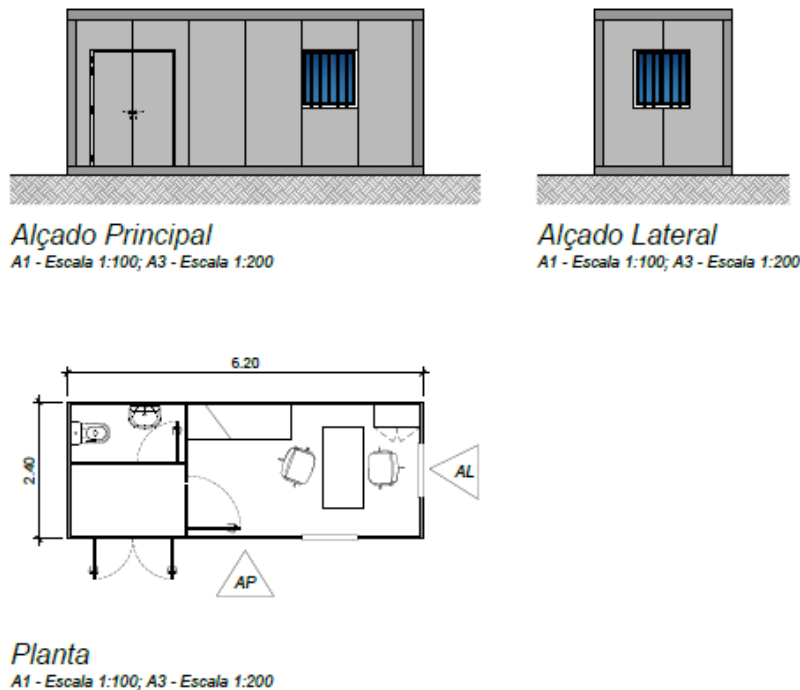 Alçado Principal
A1 - Escala 1:100; A3 - Escala 1:200
Alçado Lateral
A1 - Escala 1:100; A3 - Escala 1:200
6.20
2.40
AL
AP
Planta
A1 - Escala 1:100; A3 - Escala 1:200